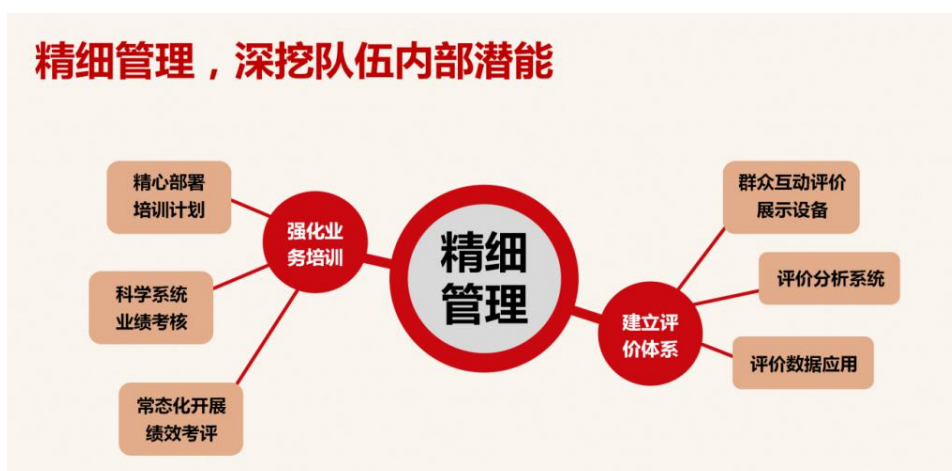 精细管理，深挖队伍内部潜能
精心部署
培训计划
科学系统
业绩考核
常态化开展
绩效考评
强化业
务培训
精细
管理
建立评
价体系
群众互动评价
展示设备
评价分析系统
评价数据应用